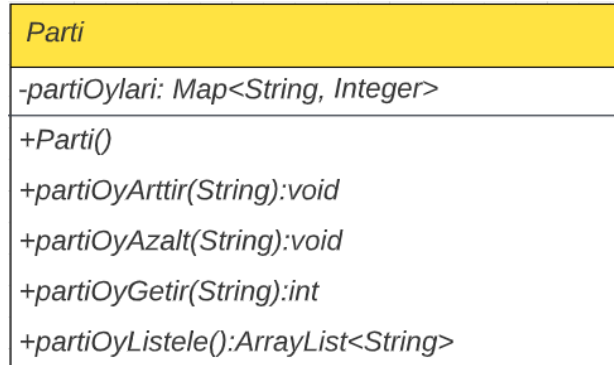 Parti
-partiOylari: Map<String, Integer>
+Parti()
+partiOyArttir(String):void
+partiOyAzalt(String):void
+partiOyGetir(String):int
+partiOyListele():ArrayList<String>